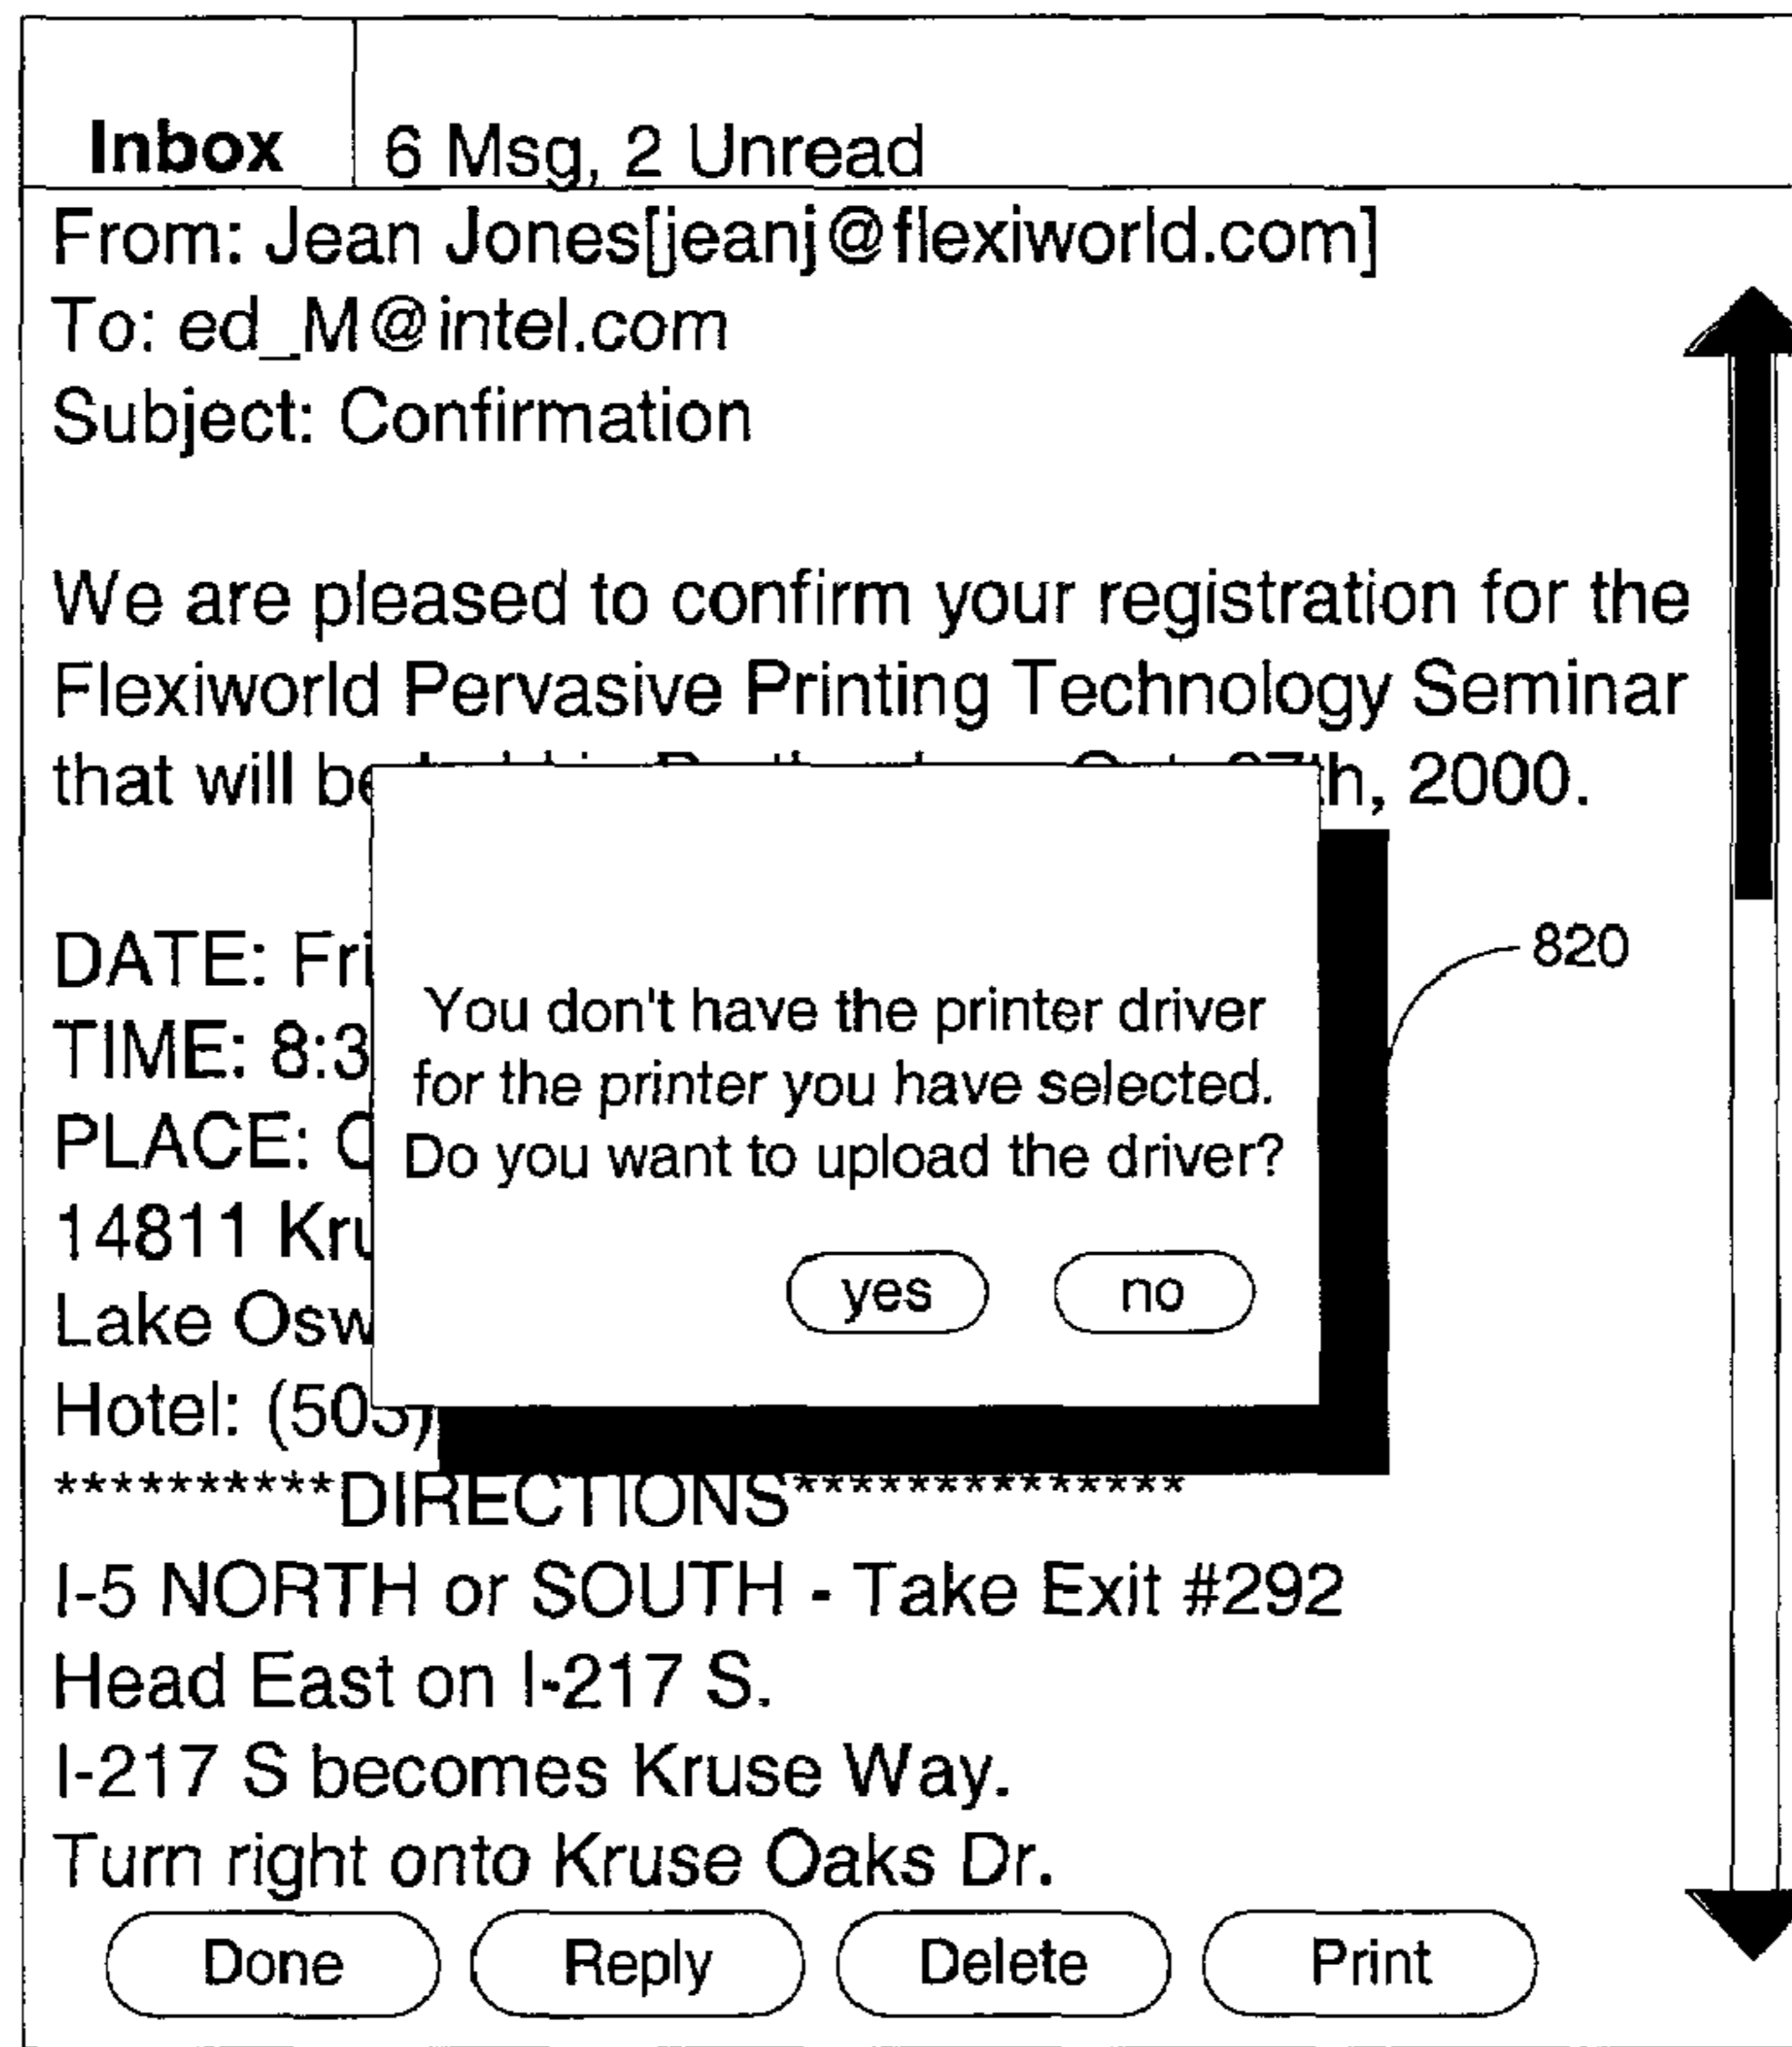 Inbox 6 Msg, 2 Unread
From: Jean Jones[jeanj@flexiworld.com]
To: ed_M@intel.com
Subject: Confirmation
We are pleased to confirm your registration for the
Flexiworld Pervasive Printing Technology Seminar
that will be th, 2000.
DATE: Fri
TIME: 8:3
PLACE:
14811 Kru
Lake Osw
Hotel: (503)
You don't have the printer driver
for the printer you have selected.
Do you want to upload the driver?
yes no
820
**********DIRECTIONS**************
I-5 NORTH or SOUTH - Take Exit #292
Head East on I-217 S.
I-217 S becomes Kruse Way.
Turn right onto Kruse Oaks Dr.
Done Reply Delete Print